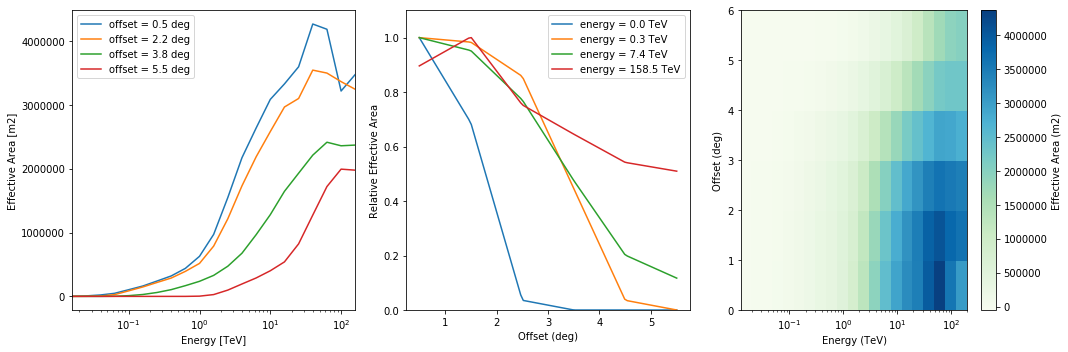 offset = 0.5 deg
offset = 2.2 deg
offset = 3.8 deg
offset = 5.5 deg
4000000
3000000
2000000
1000000
0
Effective Area [m2]
10⁻¹ 10⁰ 10¹ 10²
Energy [TeV]
energy = 0.0 TeV
energy = 0.3 TeV
energy = 7.4 TeV
energy = 158.5 TeV
1.0
0.8
0.6
0.4
0.2
0.0
Relative Effective Area
1 2 3 4 5
Offset (deg)
6
5
4
3
2
1
0
Offset (deg)
10⁻¹ 10⁰ 10¹ 10²
Energy (TeV)
4000000
3500000
3000000
2500000
2000000
1500000
1000000
500000
0
Effective Area (m2)